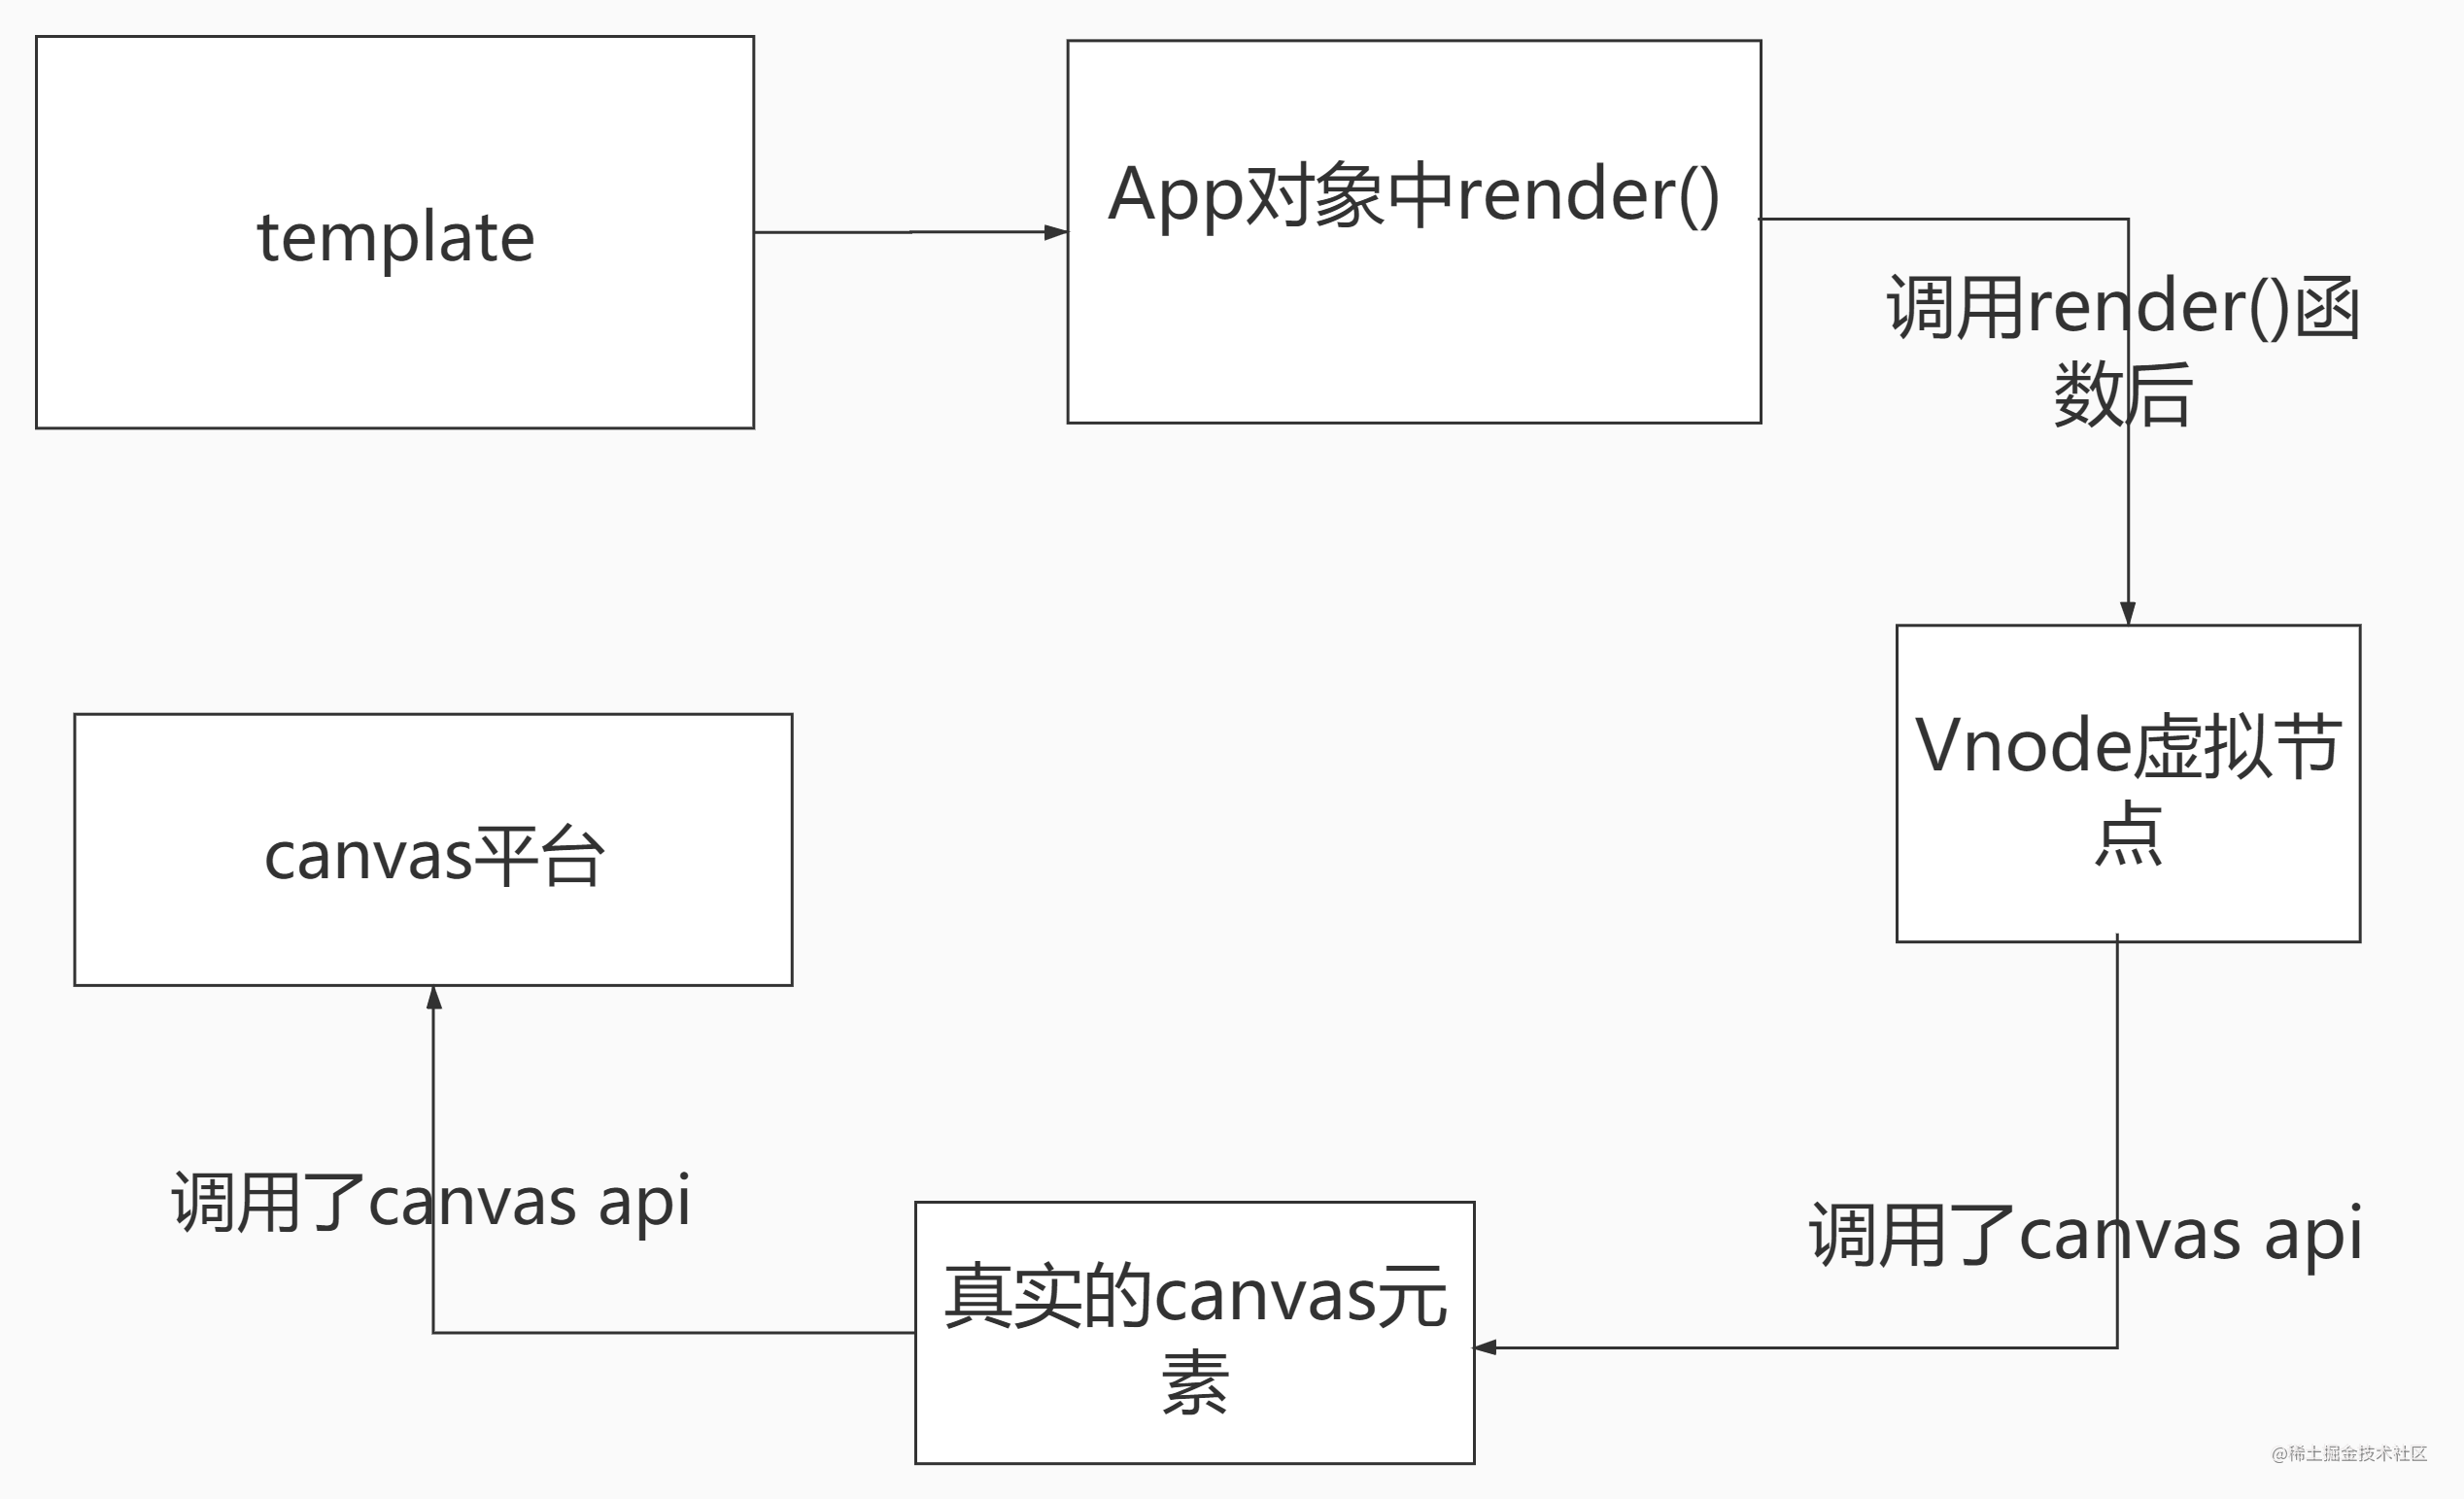 template
App对象中render()
调用render()函
数后
Vnode虚拟节
点
canvas平台
调用了canvas api
真实的canvas元
素
调用了canvas api
@稀土掘金技术社区